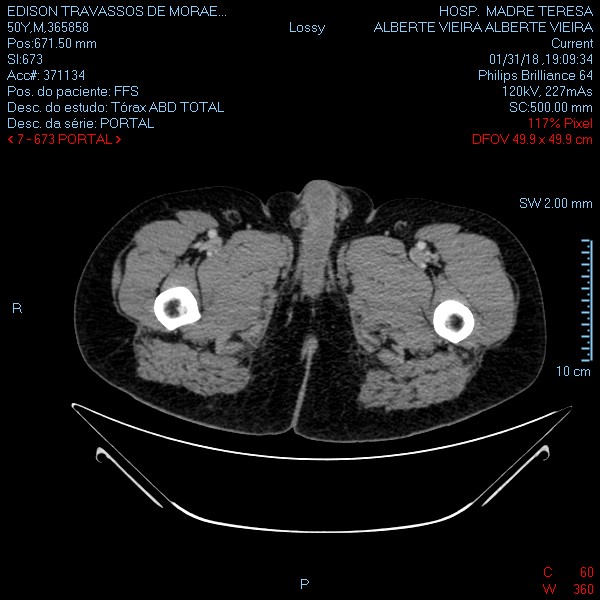 EDISON TRAVASSOS DE MORAE...
50Y,M,365858
Pos:671.50 mm
SI:673
Acc#: 371134
Pos. do paciente: FFS
Desc. do estudo: Tórax ABD TOTAL
Desc. da série: PORTAL
< 7 - 673 PORTAL >
Lossy
HOSP. MADRE TERESA
ALBERTE VIEIRA ALBERTE VIEIRA
Current
01/31/18 ,19:09:34
Philips Brilliance 64
120kV, 227mAs
SC:500.00 mm
117% Pixel
DFOV 49.9 x 49.9 cm
SW 2.00 mm
R
10 cm
P
C 60
W 360